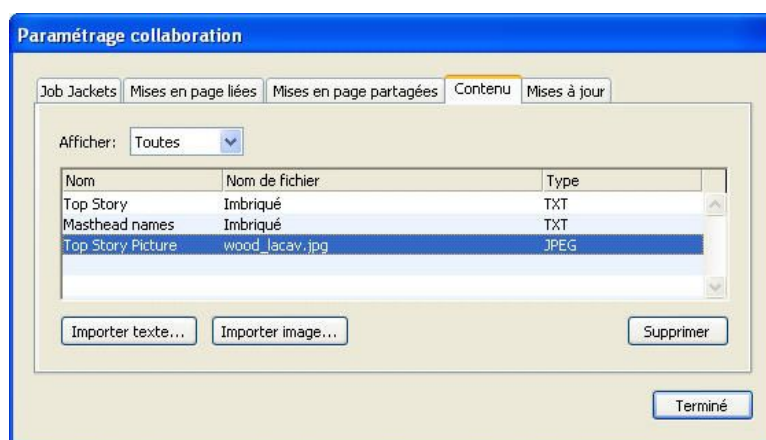 Paramétrage collaboration
Job Jackets Mises en page liées Mises en page partagées Contenu Mises à jour
Afficher: Toutes
Nom Nom de fichier Type
Top Story Imbriqué TXT
Masthead names Imbriqué TXT
Top Story Picture wood_lacav.jpg JPEG
Importer texte... Importer image... Supprimer
Terminé